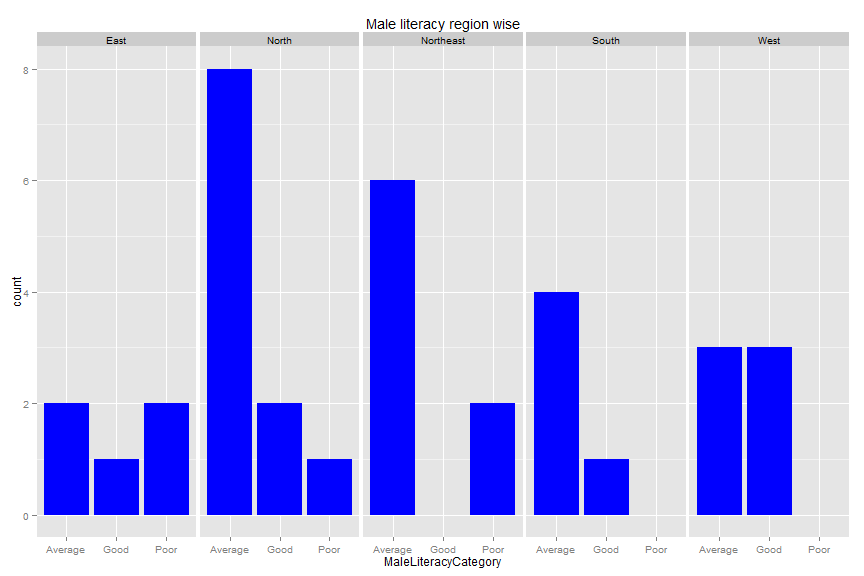 Male literacy region wise
East North Northeast South West
8
6
4
2
0
count
Average Good Poor Average Good Poor Average Good Poor Average Good Poor Average Good Poor
MaleLiteracyCategory